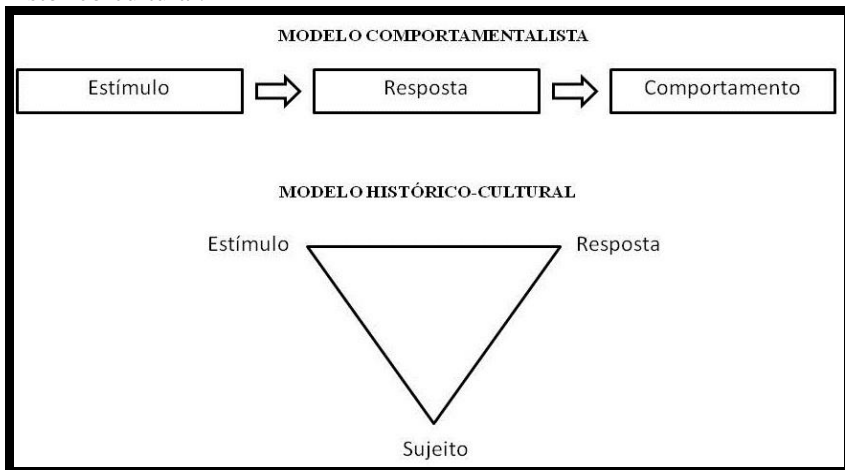 MODELO COMPORTAMENTALISTA
Estímulo
Resposta
Comportamento
MODELO HISTÓRICO-CULTURAL
Estímulo
Resposta
Sujeito